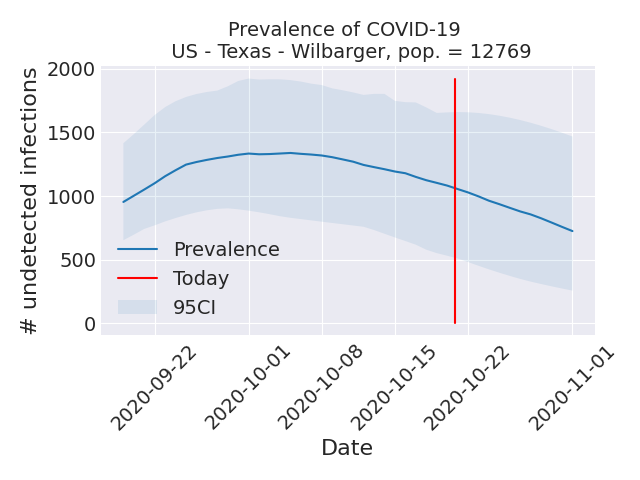 Prevalence of COVID-19
US - Texas - Wilbarger, pop. = 12769
# undetected infections
2000
1500
1000
500
0
Prevalence
Today
95CI
2020-09-22
2020-10-01
2020-10-08
2020-10-15
2020-10-22
2020-11-01
Date